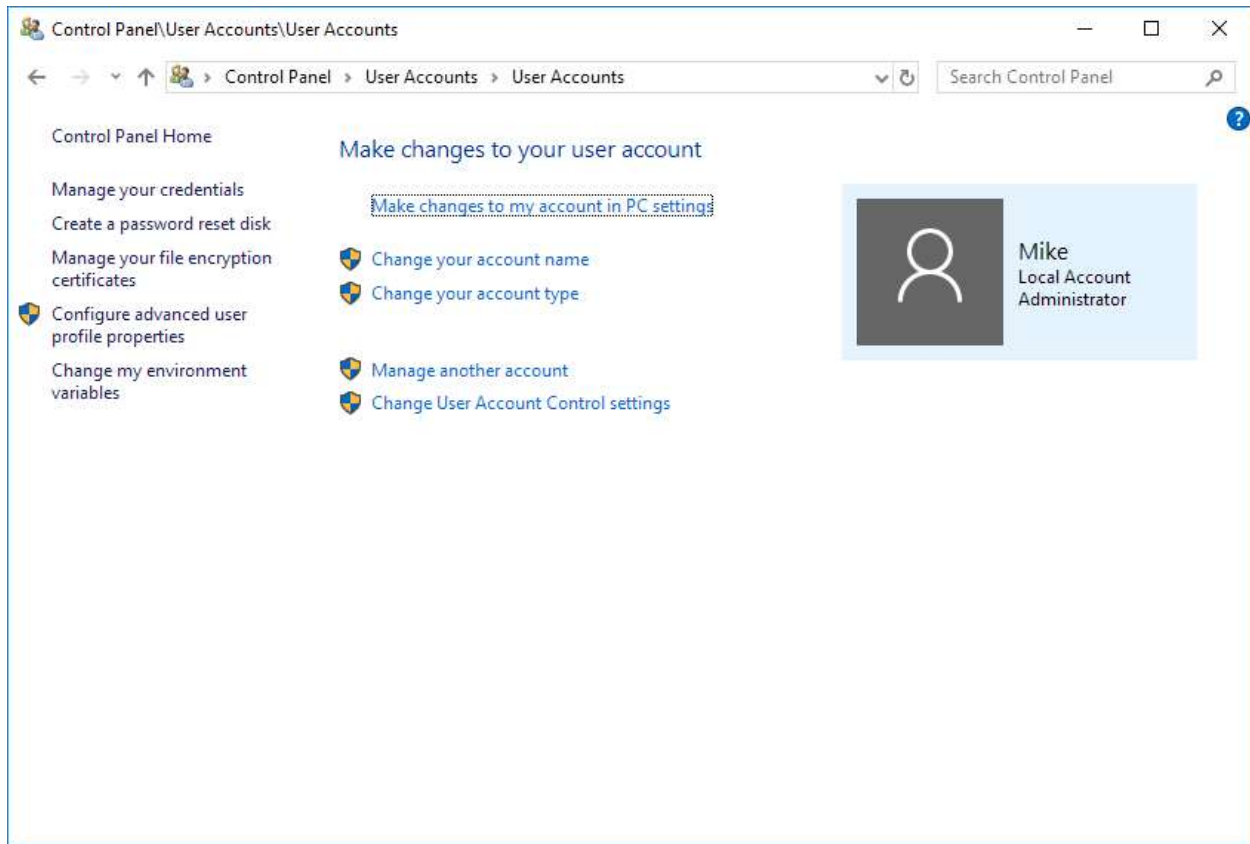 Control Panel\User Accounts\User Accounts
Control Panel > User Accounts > User Accounts
Search Control Panel
?
Control Panel Home
Manage your credentials
Create a password reset disk
Manage your file encryption
certificates
Configure advanced user
profile properties
Change my environment
variables
Make changes to your user account
Make changes to my account in PC settings
Change your account name
Change your account type
Manage another account
Change User Account Control settings
Mike
Local Account
Administrator